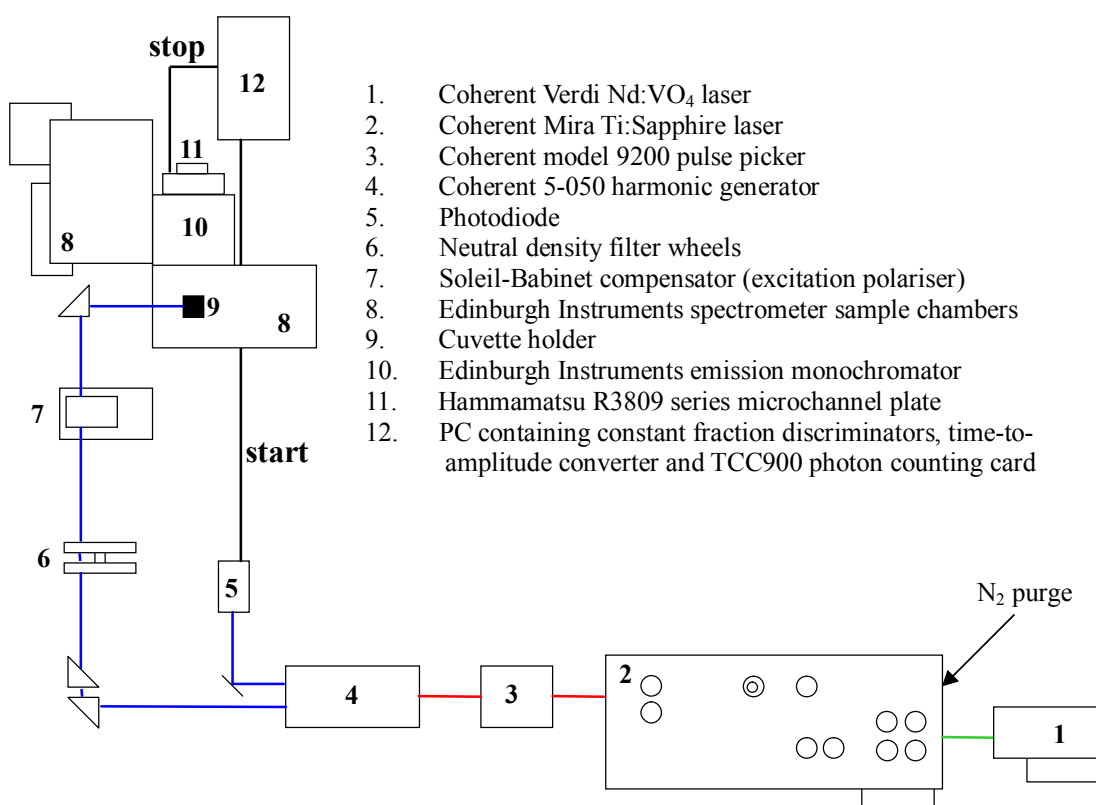 stop
12
11
10
8
9
8
7
start
6
5
4
3
2
1
N₂ purge
1. Coherent Verdi Nd:VO₄ laser
2. Coherent Mira Ti:Sapphire laser
3. Coherent model 9200 pulse picker
4. Coherent 5-050 harmonic generator
5. Photodiode
6. Neutral density filter wheels
7. Soleil-Babinet compensator (excitation polariser)
8. Edinburgh Instruments spectrometer sample chambers
9. Cuvette holder
10. Edinburgh Instruments emission monochromator
11. Hammamatsu R3809 series microchannel plate
12. PC containing constant fraction discriminators, time-to-
amplitude converter and TCC900 photon counting card